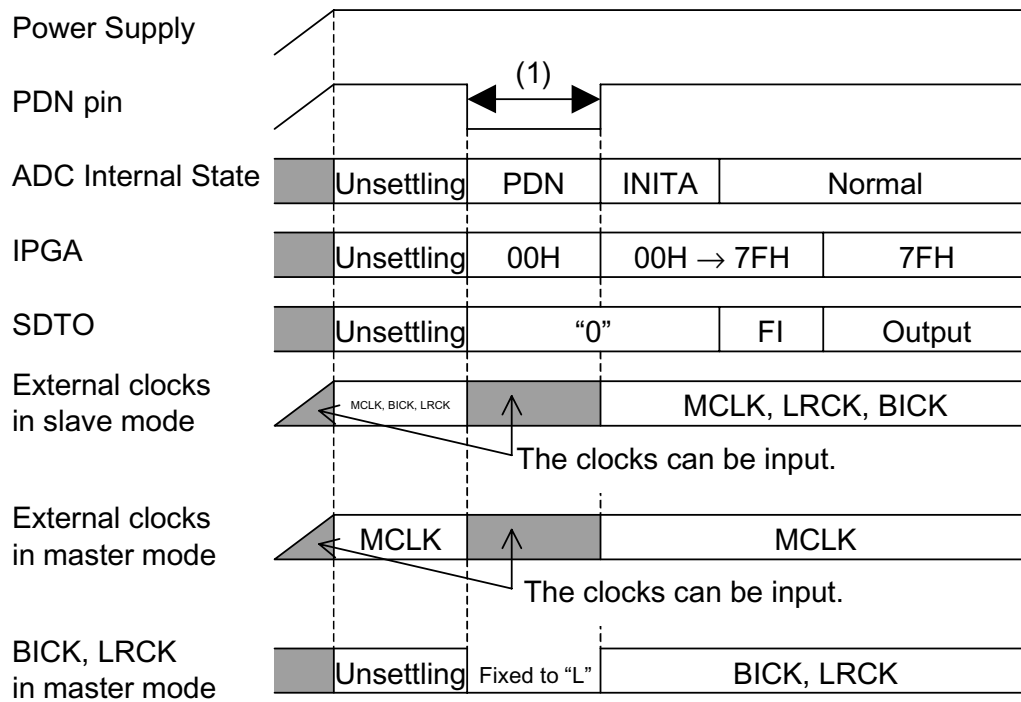 Power Supply
(1)
PDN pin
ADC Internal State Unsettling PDN INITA Normal
IPGA Unsettling 00H 00H → 7FH 7FH
SDTO Unsettling “0” FI Output
External clocks
in slave mode MCLK, BICK, LRCK MCLK, LRCK, BICK
The clocks can be input.
External clocks
in master mode MCLK MCLK
The clocks can be input.
BICK, LRCK
in master mode Unsettling Fixed to “L” BICK, LRCK